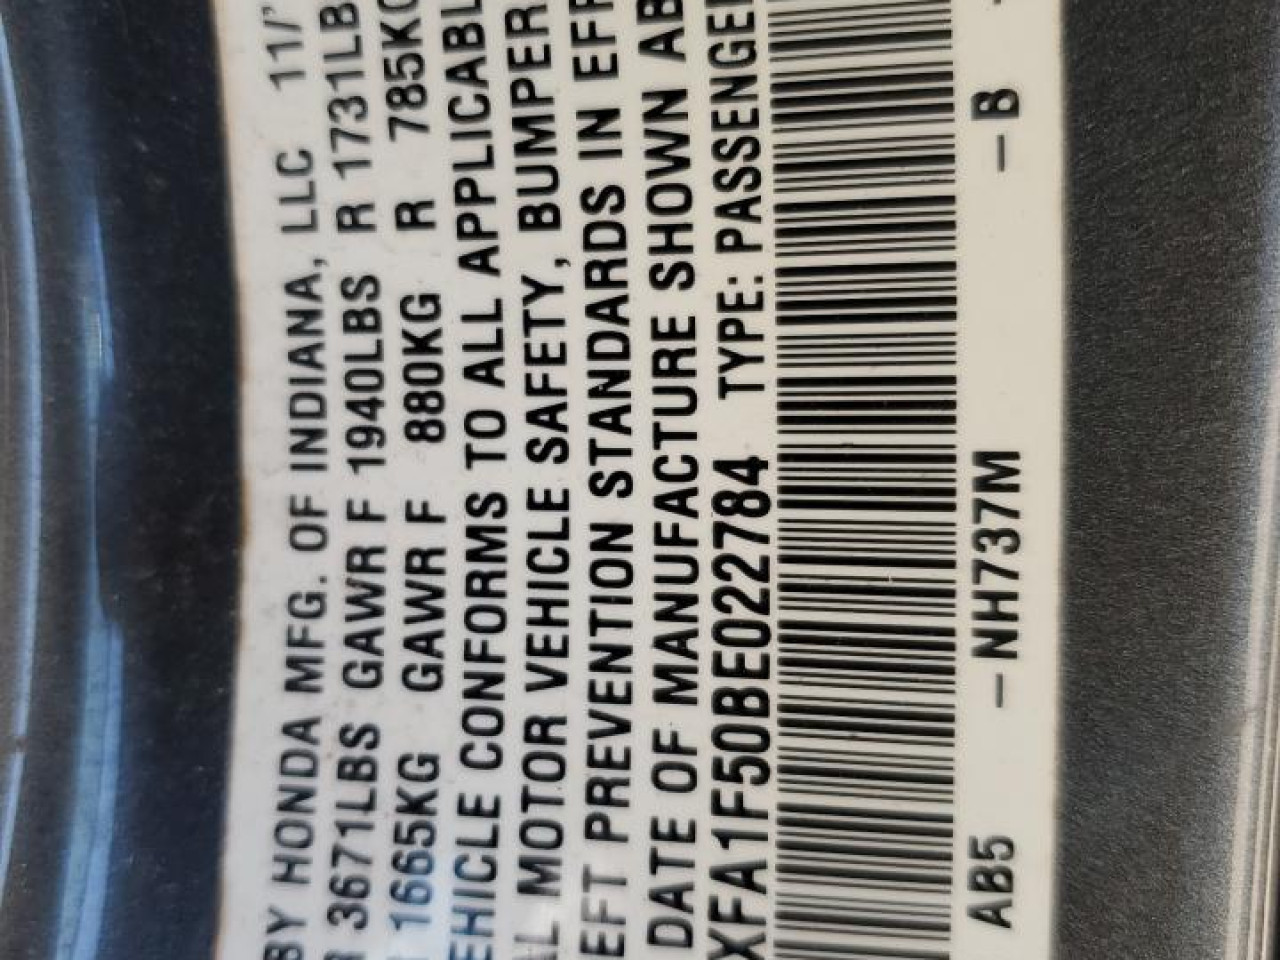 BY HONDA MFG. OF INDIANA, LLC 11/
3671LBS GAWR F 1940LBS R 1731LB
1665KG GAWR F 880KG R 785KG
EHICLE CONFORMS TO ALL APPLICABL
AL MOTOR VEHICLE SAFETY, BUMPER
EFT PREVENTION STANDARDS IN EFF
DATE OF MANUFACTURE SHOWN AB
XFA1F50BE022784 TYPE: PASSENGE
AB5 –NH737M –B